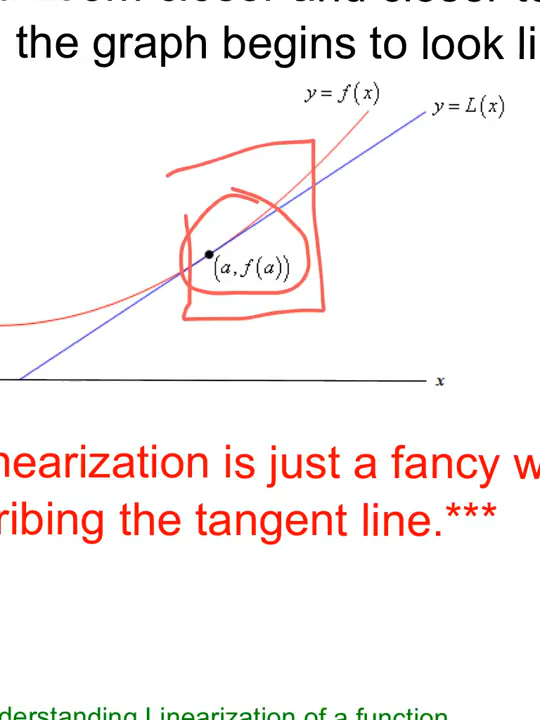 the graph begins to look li
y = f(x)
y = L(x)
(a, f(a))
x
nearization is just a fancy w
ribing the tangent line.***
derstanding Linearization of a function